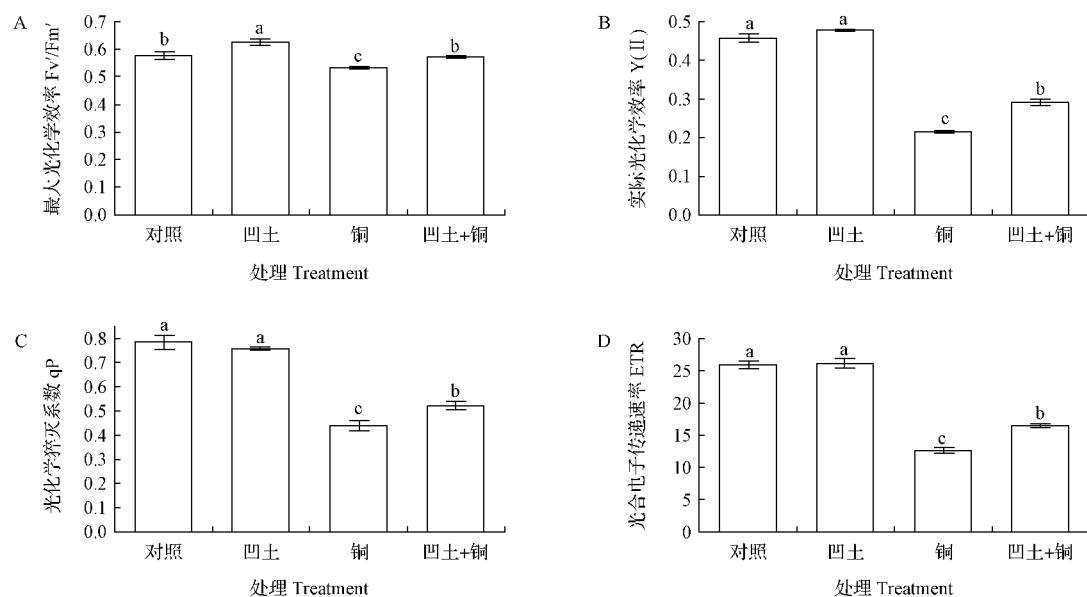 A
最大光化学效率 Fv′/Fm′
0.7
0.6
0.5
0.4
0.3
0.2
0.1
0.0
b
a
c
b
对照 凹土 铜 凹土+铜
处理 Treatment
B
实际光化学效率 Y(Ⅱ)
0.5
0.4
0.3
0.2
0.1
0.0
a
a
c
b
对照 凹土 铜 凹土+铜
处理 Treatment
C
光化学猝灭系数 qP
0.8
0.7
0.6
0.5
0.4
0.3
0.2
0.1
0.0
a
a
c
b
对照 凹土 铜 凹土+铜
处理 Treatment
D
光合电子传递速率 ETR
30
25
20
15
10
5
0
a
a
c
b
对照 凹土 铜 凹土+铜
处理 Treatment